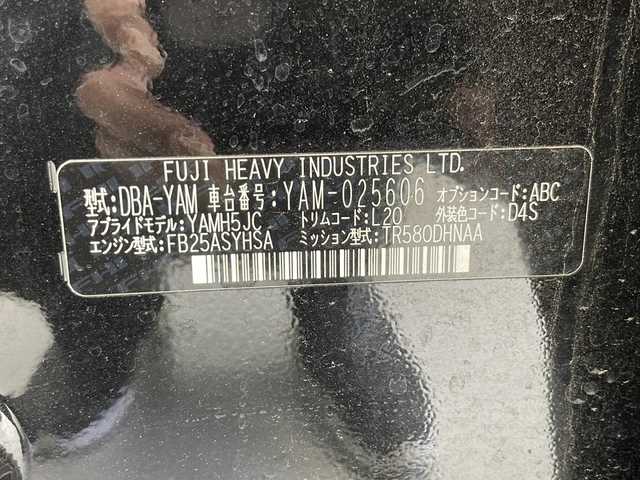 FUJI HEAVY INDUSTRIES LTD.
型式:DBA-YAM 車台番号:YAM-025606 オプションコード:ABC
アプライドモデル:YAMH5JC トリムコード:L20 外装色コード:D4S
エンジン型式:FB25ASYHSA ミッション型式:TR580DHNAA